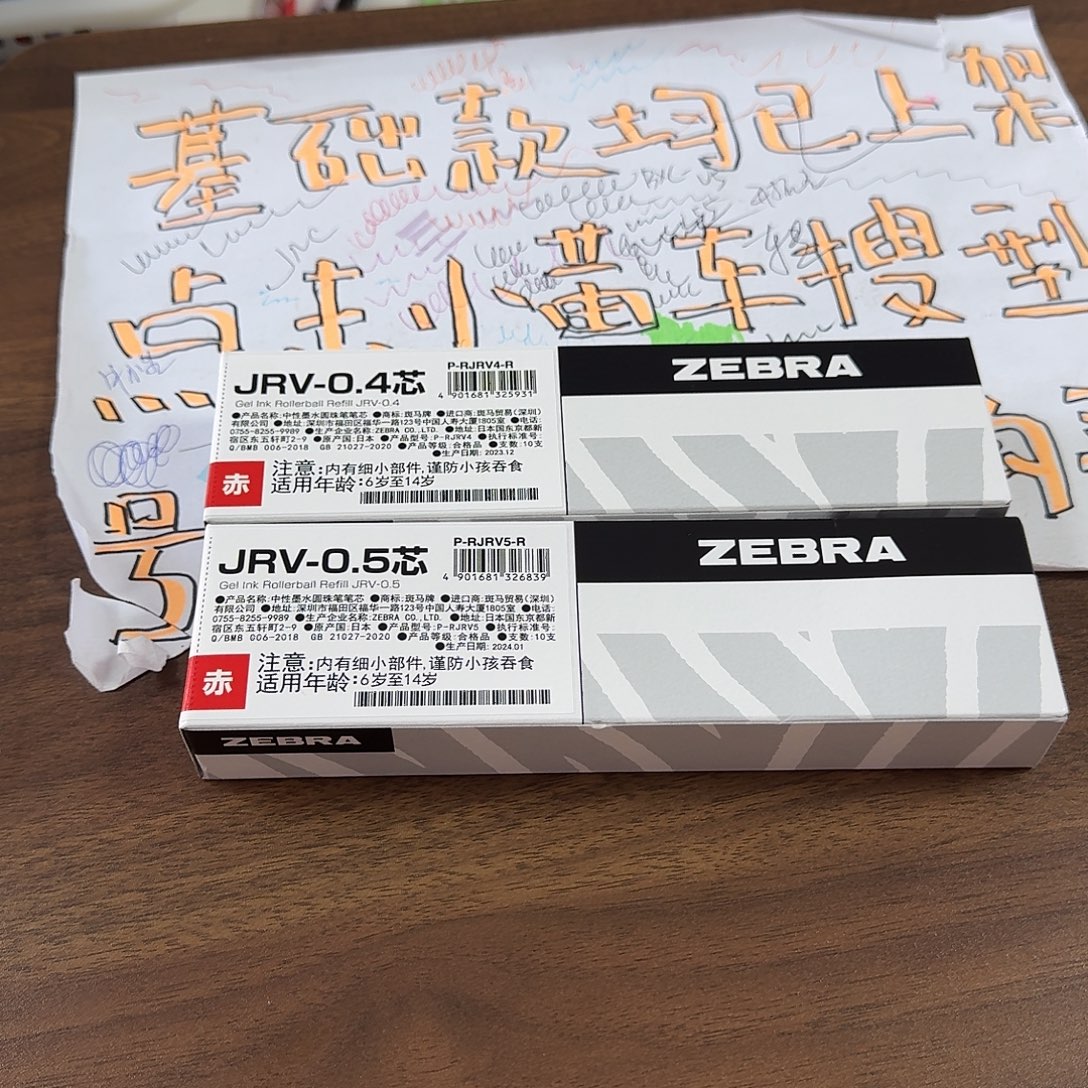 基础款均已上架
点击小黄车搜型
号
JRV-0.4芯
P-RJRV4-R
4 901681 325931
Gel Ink Rollerball Refill JRV-0.4
●产品名称:中性墨水圆珠笔笔芯 ●商标:斑马牌 ●进口商:斑马贸易(深圳)
有限公司 ●地址:深圳市福田区福华一路123号中国人寿大厦1805室 ●电话:
0755-8255-9989 ●生产企业名称:ZEBRA CO.,LTD. ●地址:日本国东京都新
宿区东五轩町2-9 ●原产国:日本 ●产品型号:P-RJRV4 ●执行标准号:
Q/BMB 006-2018 GB 21027-2020 ●产品等级:合格品 ●支数:10支
●生产日期: 2023.12
赤
注意:内有细小部件,谨防小孩吞食
适用年龄:6岁至14岁
ZEBRA
JRV-0.5芯
P-RJRV5-R
4 901681 326839
Gel Ink Rollerball Refill JRV-0.5
●产品名称:中性墨水圆珠笔笔芯 ●商标:斑马牌 ●进口商:斑马贸易(深圳)
有限公司 ●地址:深圳市福田区福华一路123号中国人寿大厦1805室 ●电话:
0755-8255-9989 ●生产企业名称:ZEBRA CO.,LTD. ●地址:日本国东京都新
宿区东五轩町2-9 ●原产国:日本 ●产品型号:P-RJRV5 ●执行标准号:
Q/BMB 006-2018 GB 21027-2020 ●产品等级:合格品 ●支数:10支
●生产日期: 2024.01
赤
注意:内有细小部件,谨防小孩吞食
适用年龄:6岁至14岁
ZEBRA
ZEBRA